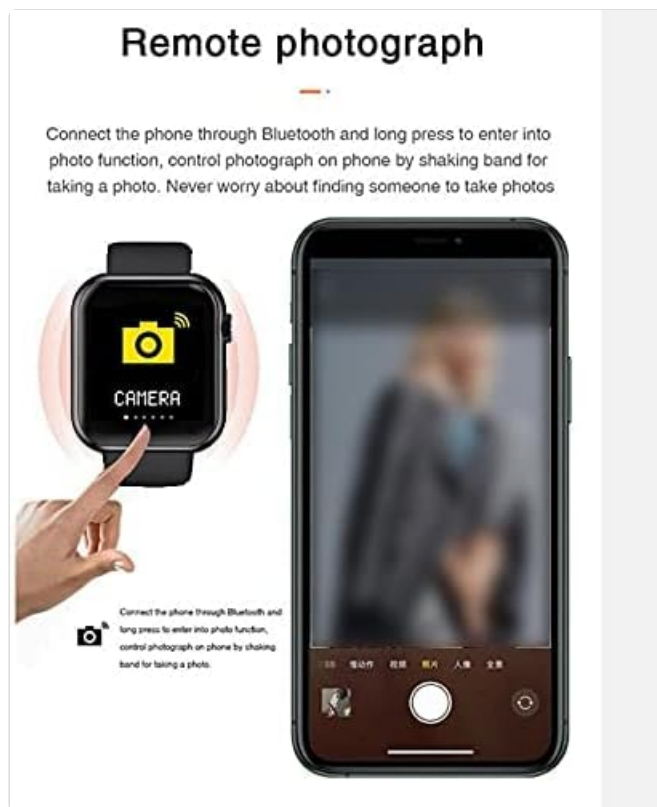 Remote photograph
Connect the phone through Bluetooth and long press to enter into
photo function, control photograph on phone by shaking band for
taking a photo. Never worry about finding someone to take photos
CAMERA
Connect the phone through Bluetooth and
long press to enter into photo function,
control photograph on phone by shaking
band for taking a photo.
慢动作 视频 照片 人像 全景